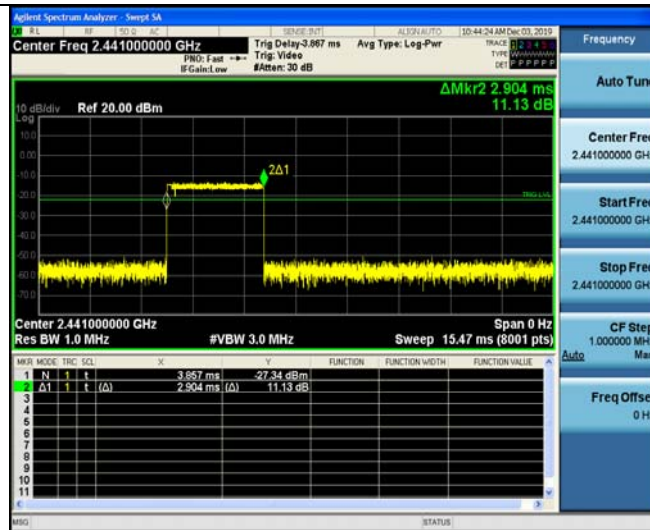 Agilent Spectrum Analyzer - Swept SA
RL RF 50 Ω AC SENSE:INT ALIGN AUTO 10:44:24 AM Dec 03, 2019
Center Freq 2.441000000 GHz
PNO: Fast
IFGain:Low
Trig Delay-3.867 ms
Trig: Video
#Atten: 30 dB
Avg Type: Log-Pwr
TRACE 1 2 3 4 5 6
TYPE
DET P P P P P P
ΔMkr2 2.904 ms
11.13 dB
10 dB/div Ref 20.00 dBm
Log
10.0
0.00
-10.0
-20.0
-30.0
-40.0
-50.0
-60.0
-70.0
2Δ1
TRIG LVL
Center 2.441000000 GHz Span 0 Hz
Res BW 1.0 MHz #VBW 3.0 MHz Sweep 15.47 ms (8001 pts)
MKR MODE TRC SCL X Y FUNCTION FUNCTION WIDTH FUNCTION VALUE
1 N 1 t 3.857 ms -27.34 dBm
2 Δ1 1 t (Δ) 2.904 ms (Δ) 11.13 dB
3
4
5
6
7
8
9
10
11
MSG STATUS
Frequency
Auto Tun
Center Fre
2.441000000 GH
Start Fre
2.441000000 GH
Stop Fre
2.441000000 GH
CF Step
1.000000 MH
Auto Ma
Freq Offse
0 H